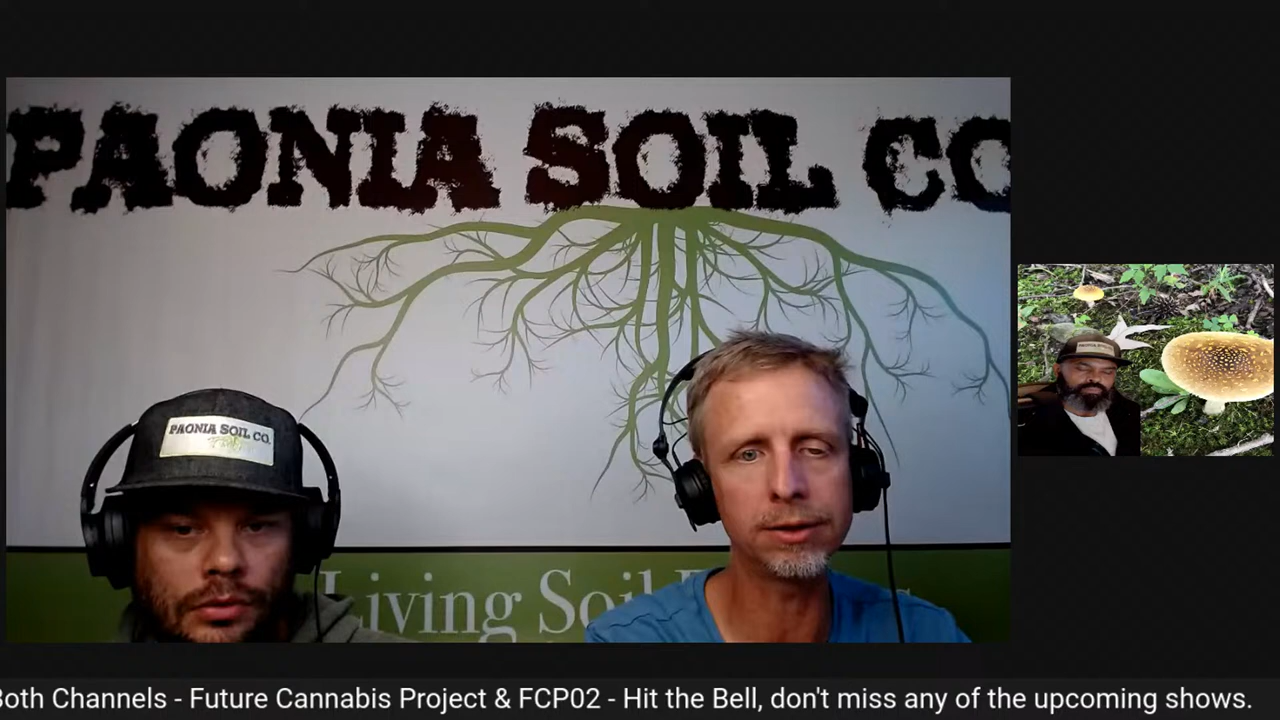 PAONIA SOIL CO
PAONIA SOIL CO.
Living Soil
Both Channels - Future Cannabis Project & FCP02 - Hit the Bell, don't miss any of the upcoming shows.